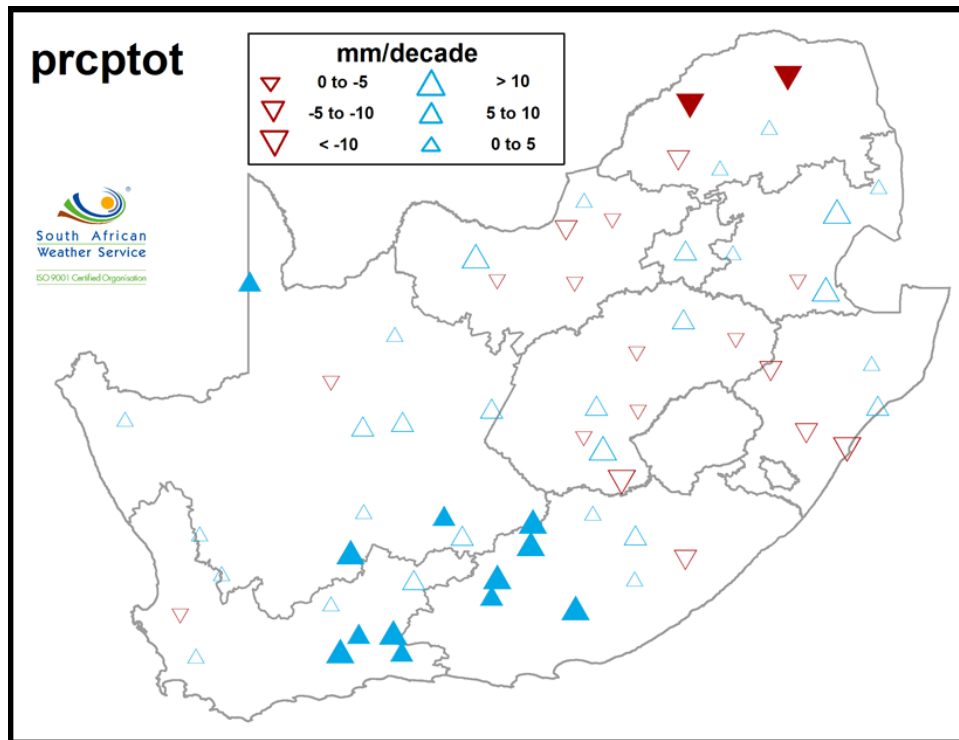 prcptot
mm/decade
0 to -5
> 10
-5 to -10
5 to 10
< -10
0 to 5
®
South African
Weather Service
ISO 9001 Certified Organisation